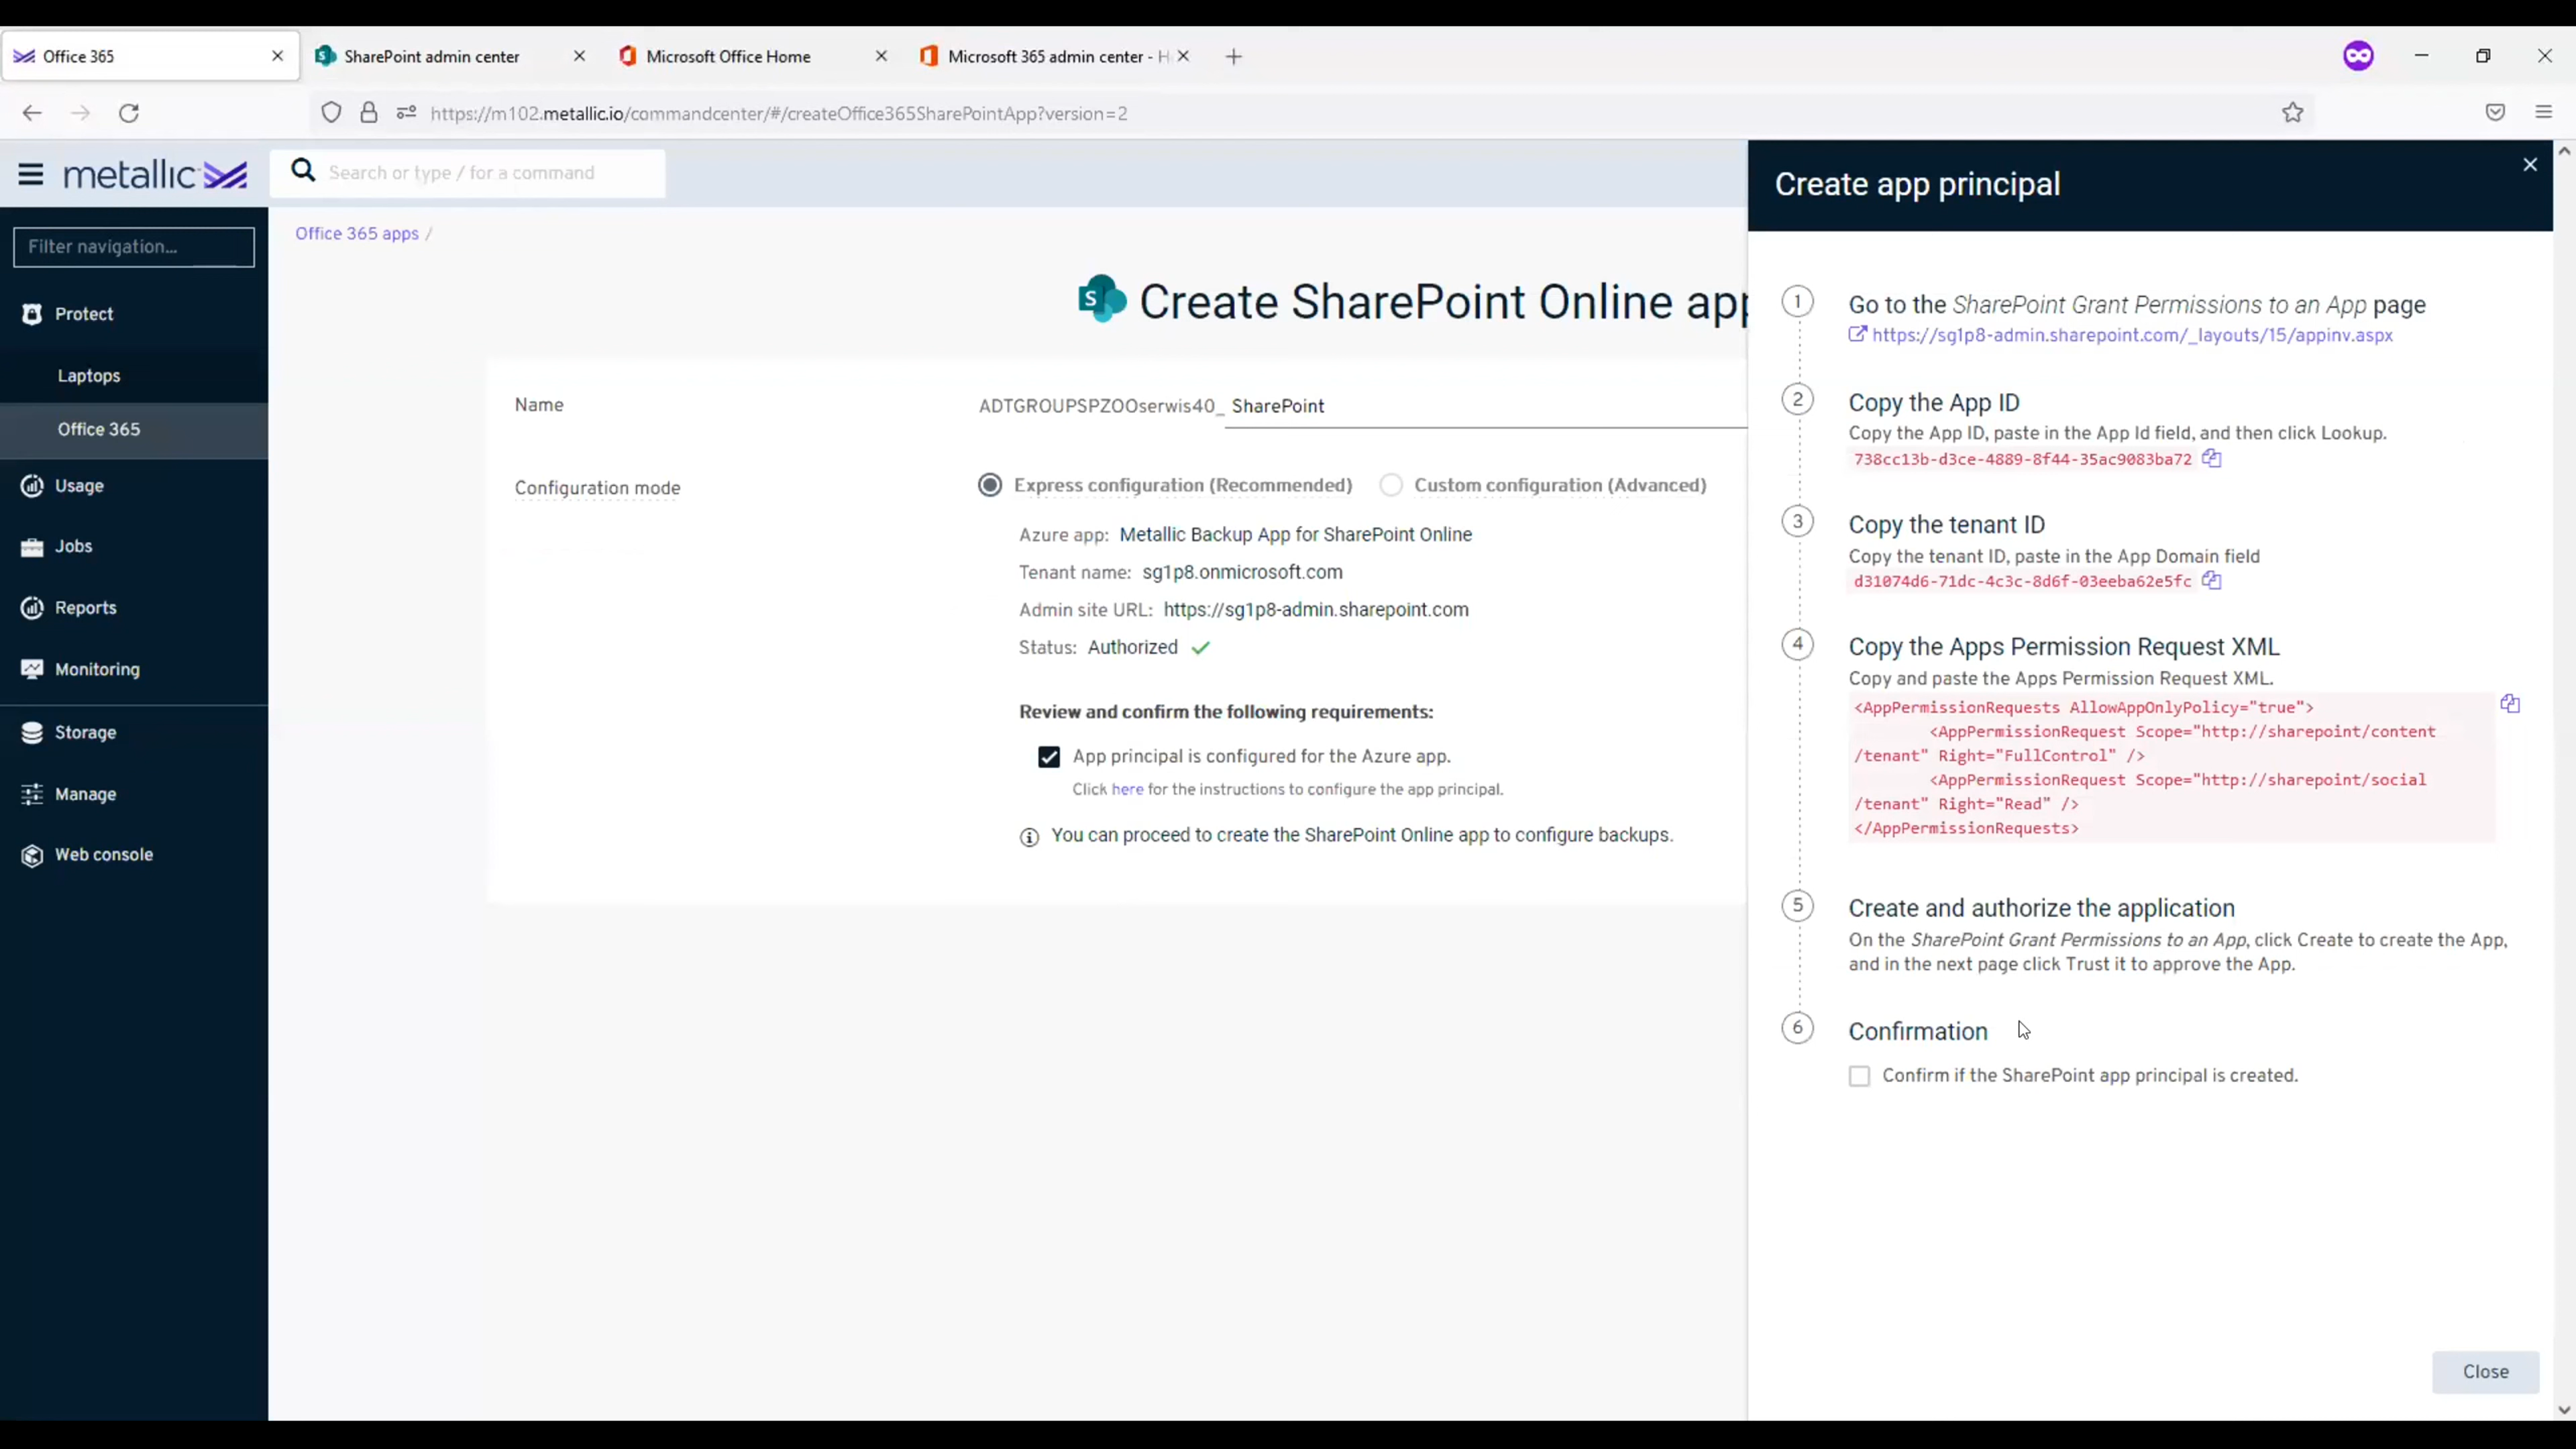 Office 365
SharePoint admin center
Microsoft Office Home
Microsoft 365 admin center - H
https://m102.metallic.io/commandcenter/#/createOffice365SharePointApp?version=2
metallic
Search or type / for a command
Filter navigation...
Protect
Laptops
Office 365
Usage
Jobs
Reports
Monitoring
Storage
Manage
Web console
Office 365 apps /
Create SharePoint Online app
Name
ADTGROUPSPZOOserwis40_ SharePoint
Configuration mode
Express configuration (Recommended)
Custom configuration (Advanced)
Azure app: Metallic Backup App for SharePoint Online
Tenant name: sg1p8.onmicrosoft.com
Admin site URL: https://sg1p8-admin.sharepoint.com
Status: Authorized
Review and confirm the following requirements:
App principal is configured for the Azure app.
Click here for the instructions to configure the app principal.
You can proceed to create the SharePoint Online app to configure backups.
Create app principal
1
Go to the SharePoint Grant Permissions to an App page
https://sg1p8-admin.sharepoint.com/_layouts/15/appinv.aspx
2
Copy the App ID
Copy the App ID, paste in the App Id field, and then click Lookup.
738cc13b-d3ce-4889-8f44-35ac9083ba72
3
Copy the tenant ID
Copy the tenant ID, paste in the App Domain field
d31074d6-71dc-4c3c-8d6f-03eeba62e5fc
4
Copy the Apps Permission Request XML
Copy and paste the Apps Permission Request XML.
<AppPermissionRequests AllowAppOnlyPolicy="true">
<AppPermissionRequest Scope="http://sharepoint/content
/tenant" Right="FullControl" />
<AppPermissionRequest Scope="http://sharepoint/social
/tenant" Right="Read" />
</AppPermissionRequests>
5
Create and authorize the application
On the SharePoint Grant Permissions to an App, click Create to create the App,
and in the next page click Trust it to approve the App.
6
Confirmation
Confirm if the SharePoint app principal is created.
Close